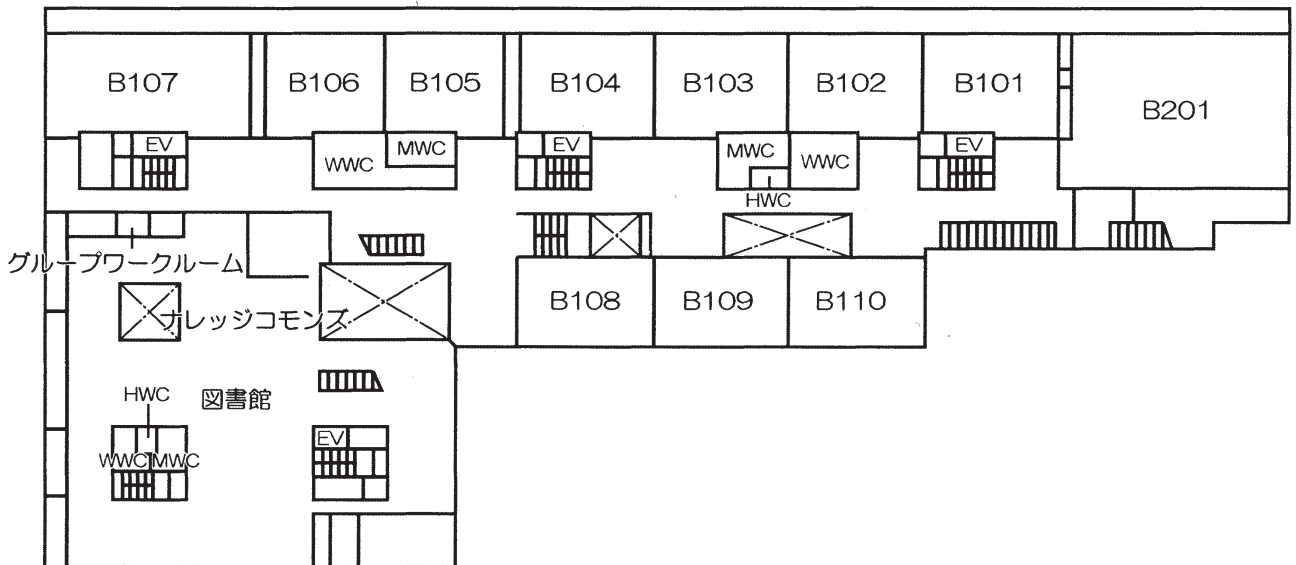 B107
B106
B105
B104
B103
B102
B101
B201
EV
WWC
MWC
EV
MWC
WWC
EV
HWC
グループワークルーム
ナレッジコモンズ
B108
B109
B110
HWC
図書館
EV
WWC
MWC